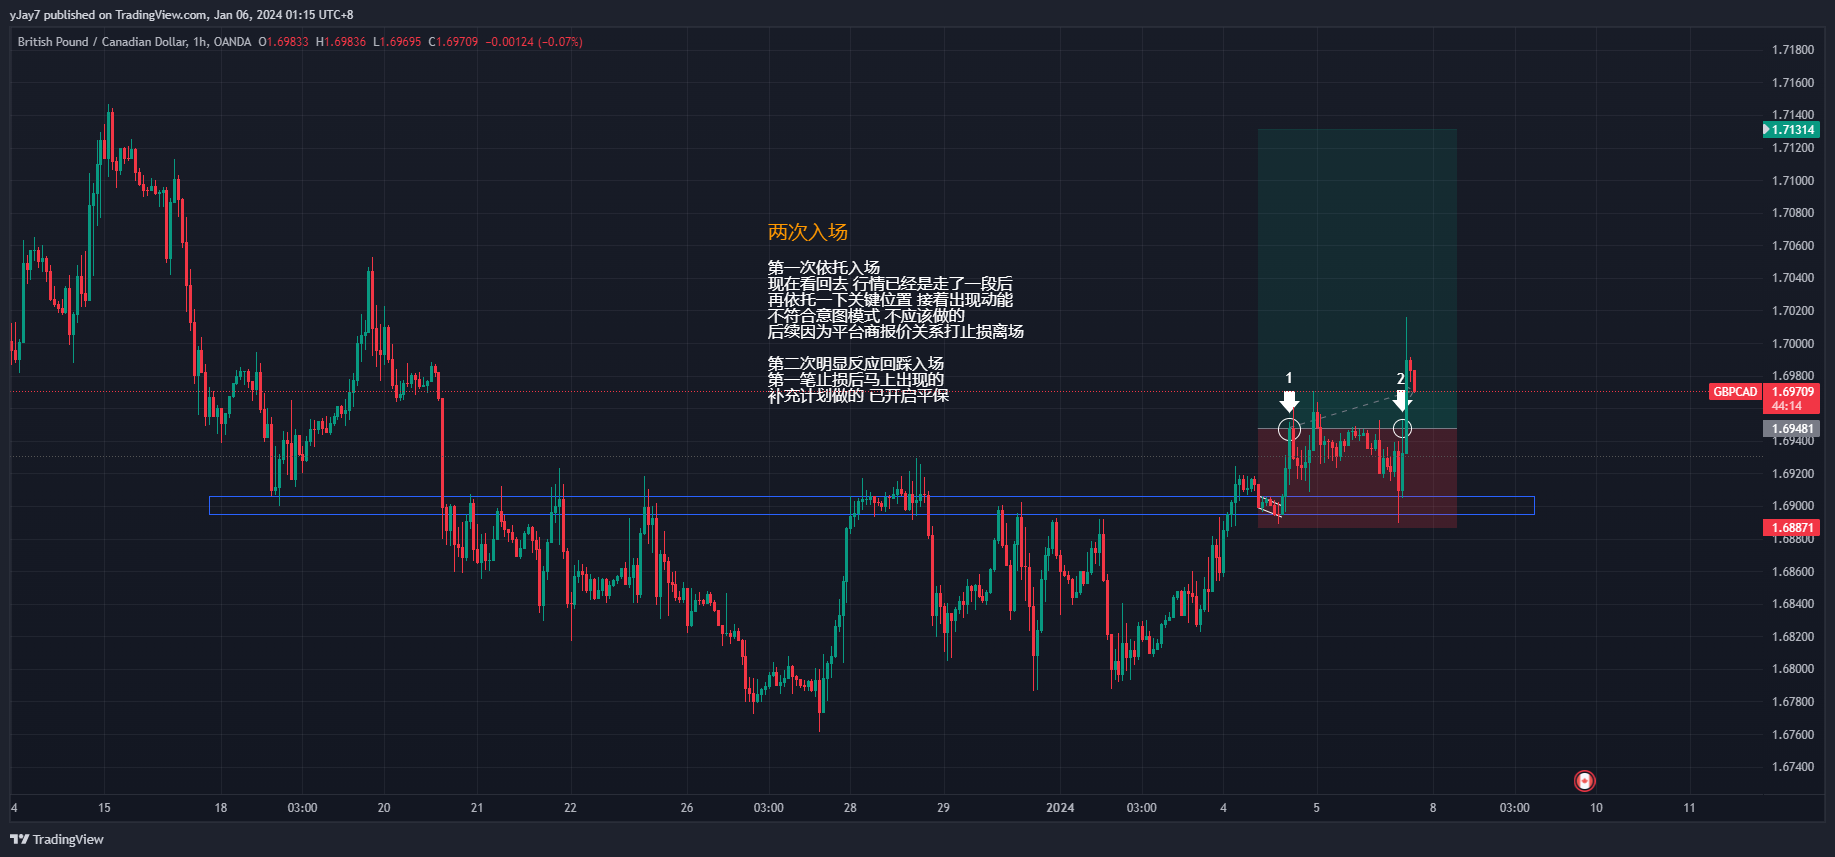 yJay7 published on TradingView.com, Jan 06, 2024 01:15 UTC+8
British Pound / Canadian Dollar, 1h, OANDA O1.69833 H1.69836 L1.69695 C1.69709 −0.00124 (−0.07%)
1.71800
1.71600
1.71400
1.71314
1.71200
1.71000
1.70800
1.70600
1.70400
1.70200
1.70000
1.69800
GBPCAD 1.69709
44:14
1.69481
1.69400
1.69200
1.69000
1.68871
1.68800
1.68600
1.68400
1.68200
1.68000
1.67800
1.67600
1.67400
两次入场
第一次依托入场
现在看回去 行情已经是走了一段后
再依托一下关键位置 接着出现动能
不符合意图模式 不应该做的
后续因为平台商报价关系打止损离场
第二次明显反应回踩入场
第一笔止损后马上出现的
补充计划做的 已开启平保
1
2
4 15 18 03:00 20 21 22 26 03:00 28 29 2024 03:00 4 5 8 03:00 10 11
TradingView